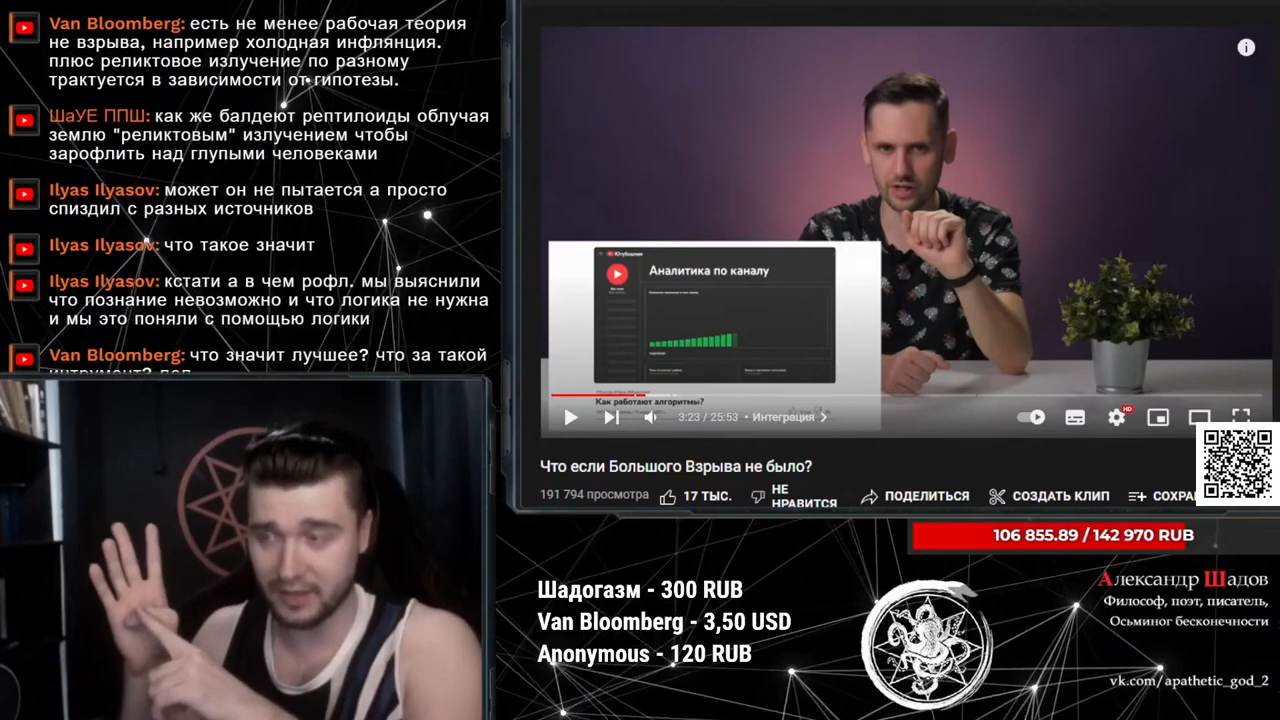 Van Bloomberg: есть не менее рабочая теория
не взрыва, например холодная инфлянция.
плюс реликтовое излучение по разному
трактуется в зависимости от гипотезы.
ШаУЕ ППШ: как же балдеют рептилоиды облучая
землю "реликтовым" излучением чтобы
зарофлить над глупыми человеками
Ilyas Ilyasov: может он не пытается а просто
спиздил с разных источников
Ilyas Ilyasov: что такое значит
Ilyas Ilyasov: кстати а в чем рофл. мы выяснили
что познание невозможно и что логика не нужна
и мы это поняли с помощью логики
Van Bloomberg: что значит лучшее? что за такой
Аналитика по каналу
Как работают алгоритмы?
3:23 / 25:53 • Интеграция
HD
Что если Большого Взрыва не было?
191 794 просмотра
17 ТЫС.
НЕ
НРАВИТСЯ
ПОДЕЛИТЬСЯ
СОЗДАТЬ КЛИП
СОХРА
106 855.89 / 142 970 RUB
Шадогазм - 300 RUB
Van Bloomberg - 3,50 USD
Anonymous - 120 RUB
Александр Шадов
Философ, поэт, писатель,
Осьминог бесконечности
vk.com/apathetic_god_2